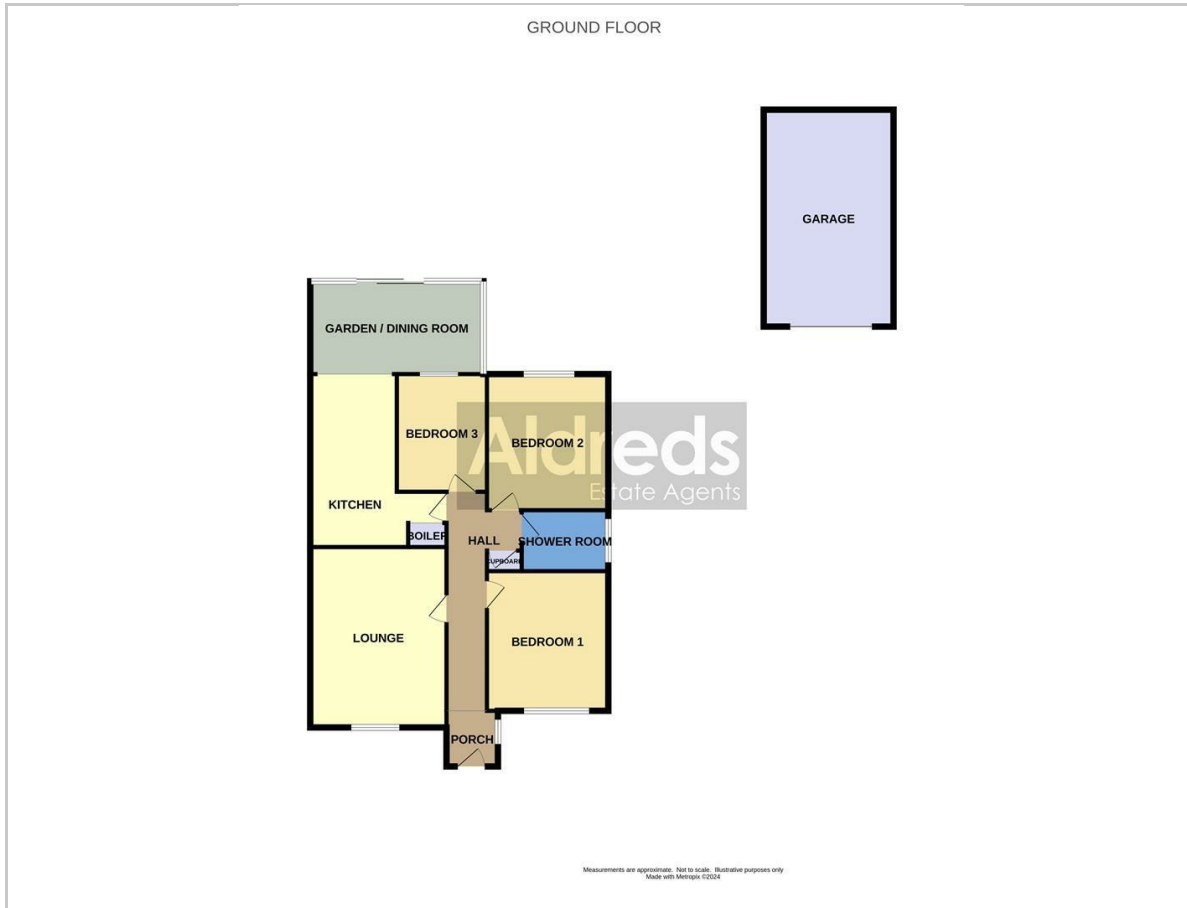 GROUND FLOOR
GARAGE
GARDEN / DINING ROOM
BEDROOM 3
BEDROOM 2
Aldreds
Estate Agents
KITCHEN
BOILER
HALL
SHOWER ROOM
CUPBOARD
LOUNGE
BEDROOM 1
PORCH
Measurements are approximate. Not to scale. Illustrative purposes only
Made with Metropix ©2024